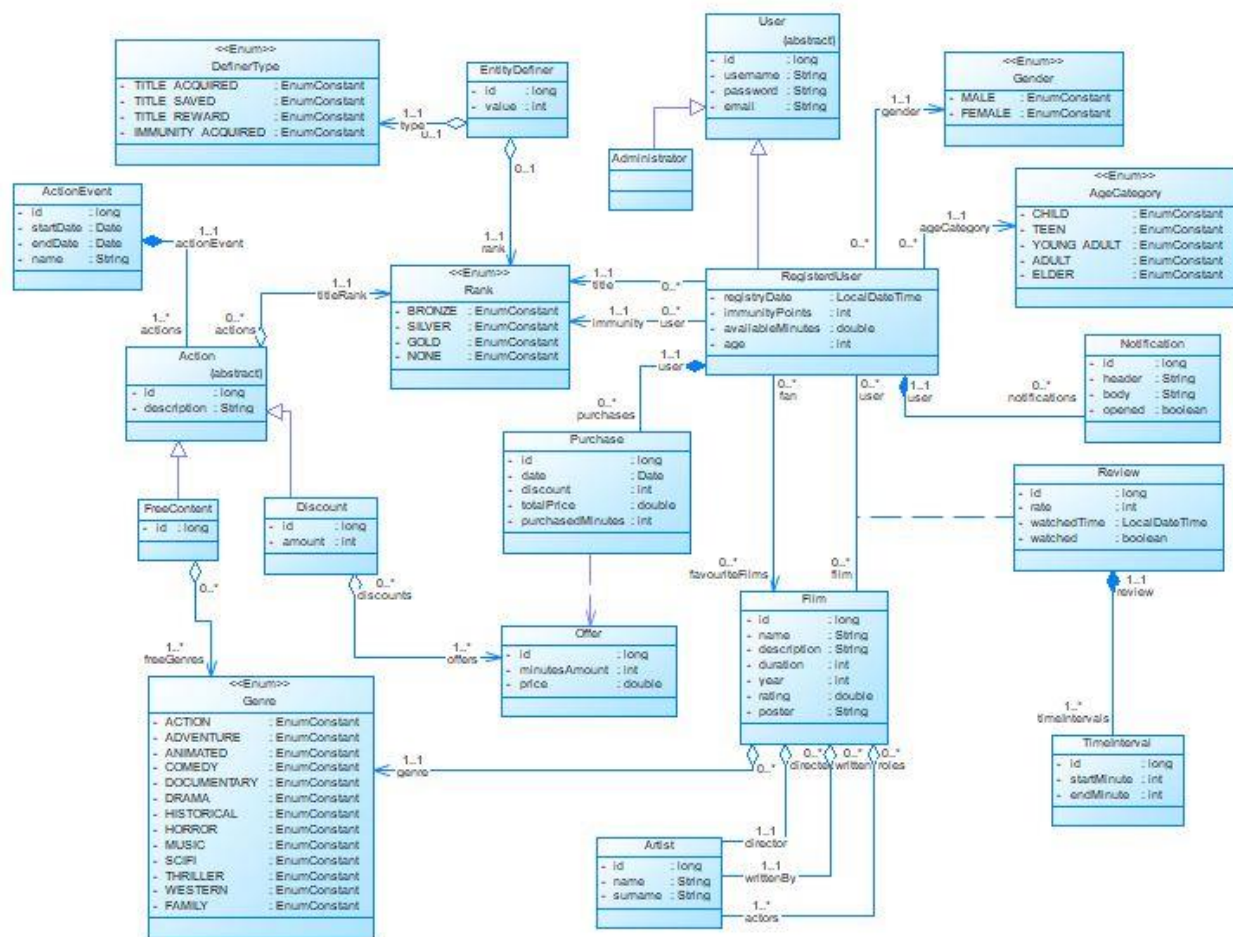 <<Enum>>
DefinerType
- TITLE ACQUIRED : EnumConstant
- TITLE SAVED : EnumConstant
- TITLE REWARD : EnumConstant
- IMMUNITY ACQUIRED : EnumConstant
EntityDefiner
- id : long
- value : int
1..1
type
0..1
0..1
1..1
rank
User
(abstract)
- id : long
- username : String
- password : String
- email : String
Administrator
<<Enum>>
Gender
- MALE : EnumConstant
- FEMALE : EnumConstant
1..1
gender
0..*
<<Enum>>
AgeCategory
- CHILD : EnumConstant
- TEEN : EnumConstant
- YOUNG ADULT : EnumConstant
- ADULT : EnumConstant
- ELDER : EnumConstant
1..1
ageCategory
0..*
ActionEvent
- id : long
- startDate : Date
- endDate : Date
- name : String
1..1
actionEvent
1..*
actions
1..1
titleRank
0..*
actions
<<Enum>>
Rank
- BRONZE : EnumConstant
- SILVER : EnumConstant
- GOLD : EnumConstant
- NONE : EnumConstant
1..1
title
0..*
1..1
immunity
0..*
user
RegisterdUser
- registryDate : LocalDateTime
- immunityPoints : int
- availableMinutes : double
- age : int
Action
(abstract)
- id : long
- description : String
1..1
user
0..*
purchases
0..*
fan
0..*
user
1..1
user
0..*
notifications
Notification
- id : long
- header : String
- body : String
- opened : boolean
Purchase
- id : long
- date : Date
- discount : int
- totalPrice : double
- purchasedMinutes : int
Review
- id : long
- rate : int
- watchedTime : LocalDateTime
- watched : boolean
FreeContent
- id : long
Discount
- id : long
- amount : int
0..*
1..*
freeGenres
0..*
discounts
1..*
offers
0..*
favouriteFilms
0..*
film
1..1
review
1..*
timeIntervals
Offer
- id : long
- minutesAmount : int
- price : double
Film
- id : long
- name : String
- description : String
- duration : int
- year : int
- rating : double
- poster : String
<<Enum>>
Genre
- ACTION : EnumConstant
- ADVENTURE : EnumConstant
- ANIMATED : EnumConstant
- COMEDY : EnumConstant
- DOCUMENTARY : EnumConstant
- DRAMA : EnumConstant
- HISTORICAL : EnumConstant
- HORROR : EnumConstant
- MUSIC : EnumConstant
- SCIFI : EnumConstant
- THRILLER : EnumConstant
- WESTERN : EnumConstant
- FAMILY : EnumConstant
1..1
genre
0..*
0..*
0..*
written
0..*
roles
TimeInterval
- id : long
- startMinute : int
- endMinute : int
Artist
- id : long
- name : String
- surname : String
1..1
director
1..1
writtenBy
1..*
actors